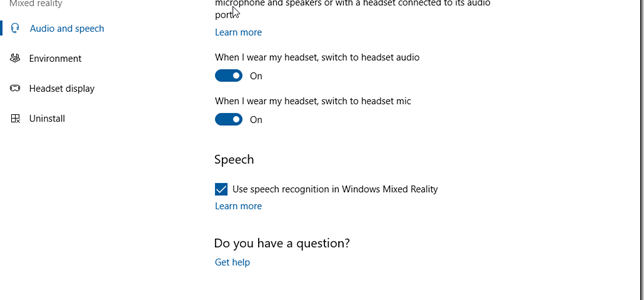 Mixed reality
Audio and speech
Environment
Headset display
Uninstall
microphone and speakers or with a headset connected to its audio
port.
Learn more
When I wear my headset, switch to headset audio
On
When I wear my headset, switch to headset mic
On
Speech
Use speech recognition in Windows Mixed Reality
Learn more
Do you have a question?
Get help